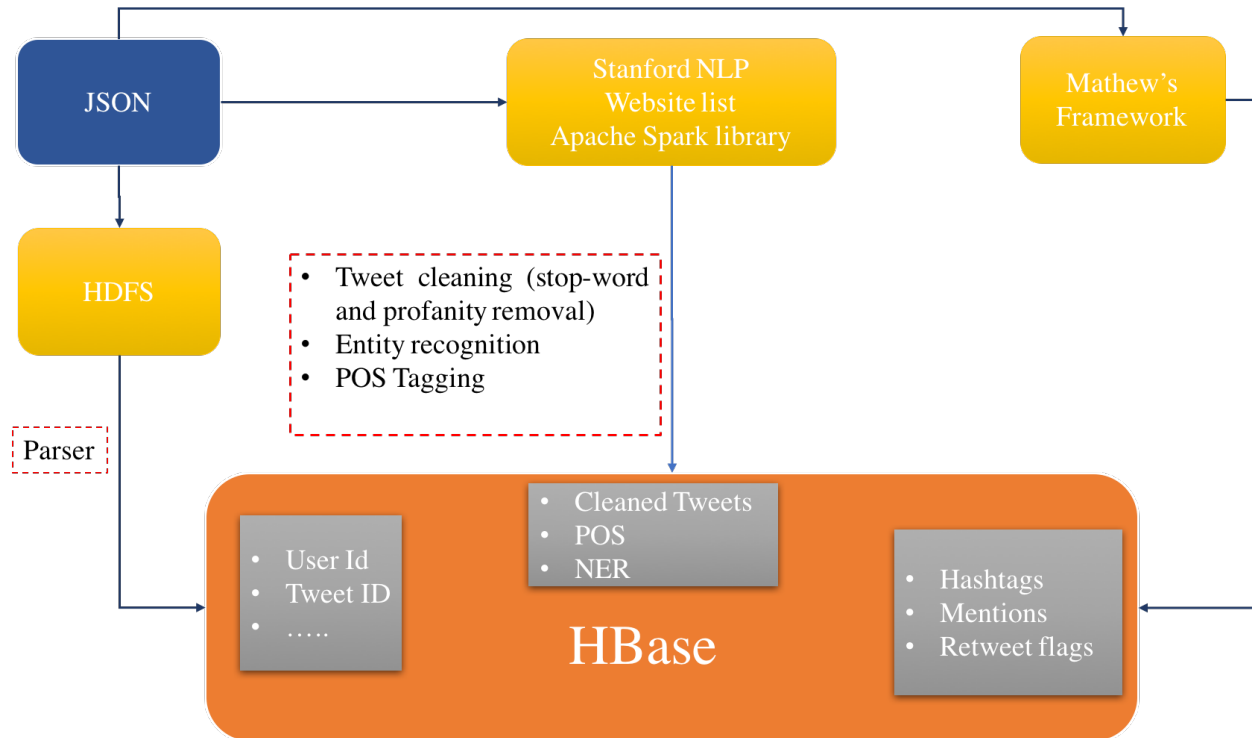 JSON
Stanford NLP
Website list
Apache Spark library
Mathew's
Framework
HDFS
• Tweet cleaning (stop-word
and profanity removal)
• Entity recognition
• POS Tagging
Parser
• User Id
• Tweet ID
• …..
• Cleaned Tweets
• POS
• NER
• Hashtags
• Mentions
• Retweet flags
HBase